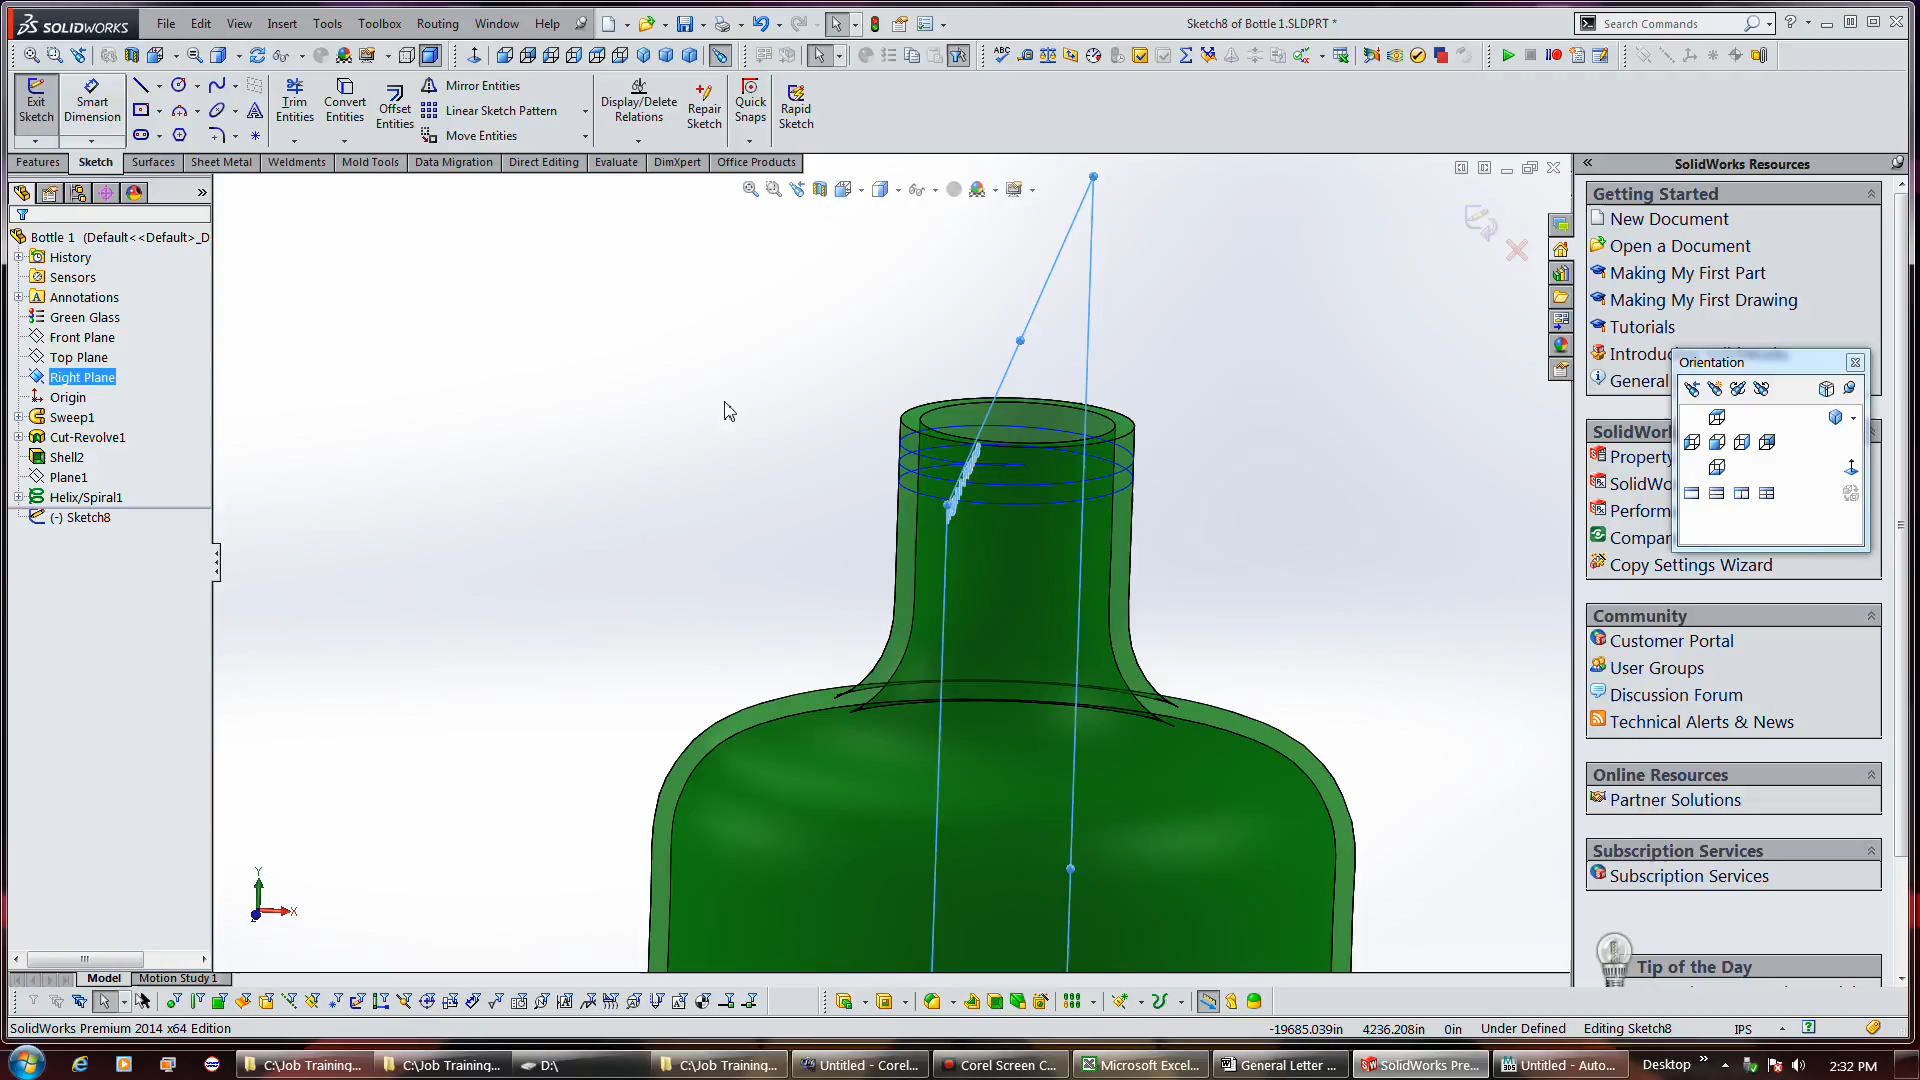 SOLIDWORKS
File Edit View Insert Tools Toolbox Routing Window Help
Sketch8 of Bottle 1.SLDPRT *
Search Commands
Exit Sketch
Smart Dimension
Trim Entities
Convert Entities
Offset Entities
Mirror Entities
Linear Sketch Pattern
Move Entities
Display/Delete Relations
Repair Sketch
Quick Snaps
Rapid Sketch
Features Sketch Surfaces Sheet Metal Weldments Mold Tools Data Migration Direct Editing Evaluate DimXpert Office Products
SolidWorks Resources
Bottle 1 (Default<<Default>_D
History
Sensors
Annotations
Green Glass
Front Plane
Top Plane
Right Plane
Origin
Sweep1
Cut-Revolve1
Shell2
Plane1
Helix/Spiral1
(-) Sketch8
Y
X
Getting Started
New Document
Open a Document
Making My First Part
Making My First Drawing
Tutorials
Introduc
General
Orientation
SolidWor
Property
SolidWo
Perform
Compar
Copy Settings Wizard
Community
Customer Portal
User Groups
Discussion Forum
Technical Alerts & News
Online Resources
Partner Solutions
Subscription Services
Subscription Services
Tip of the Day
Model Motion Study 1
SolidWorks Premium 2014 x64 Edition
-19685.039in 4236.208in 0in Under Defined Editing Sketch8 IPS
C:\Job Training... C:\Job Training... D:\ C:\Job Training... Untitled - Corel... Corel Screen C... Microsoft Excel... General Letter ... SolidWorks Pre... Untitled - Auto... Desktop 2:32 PM